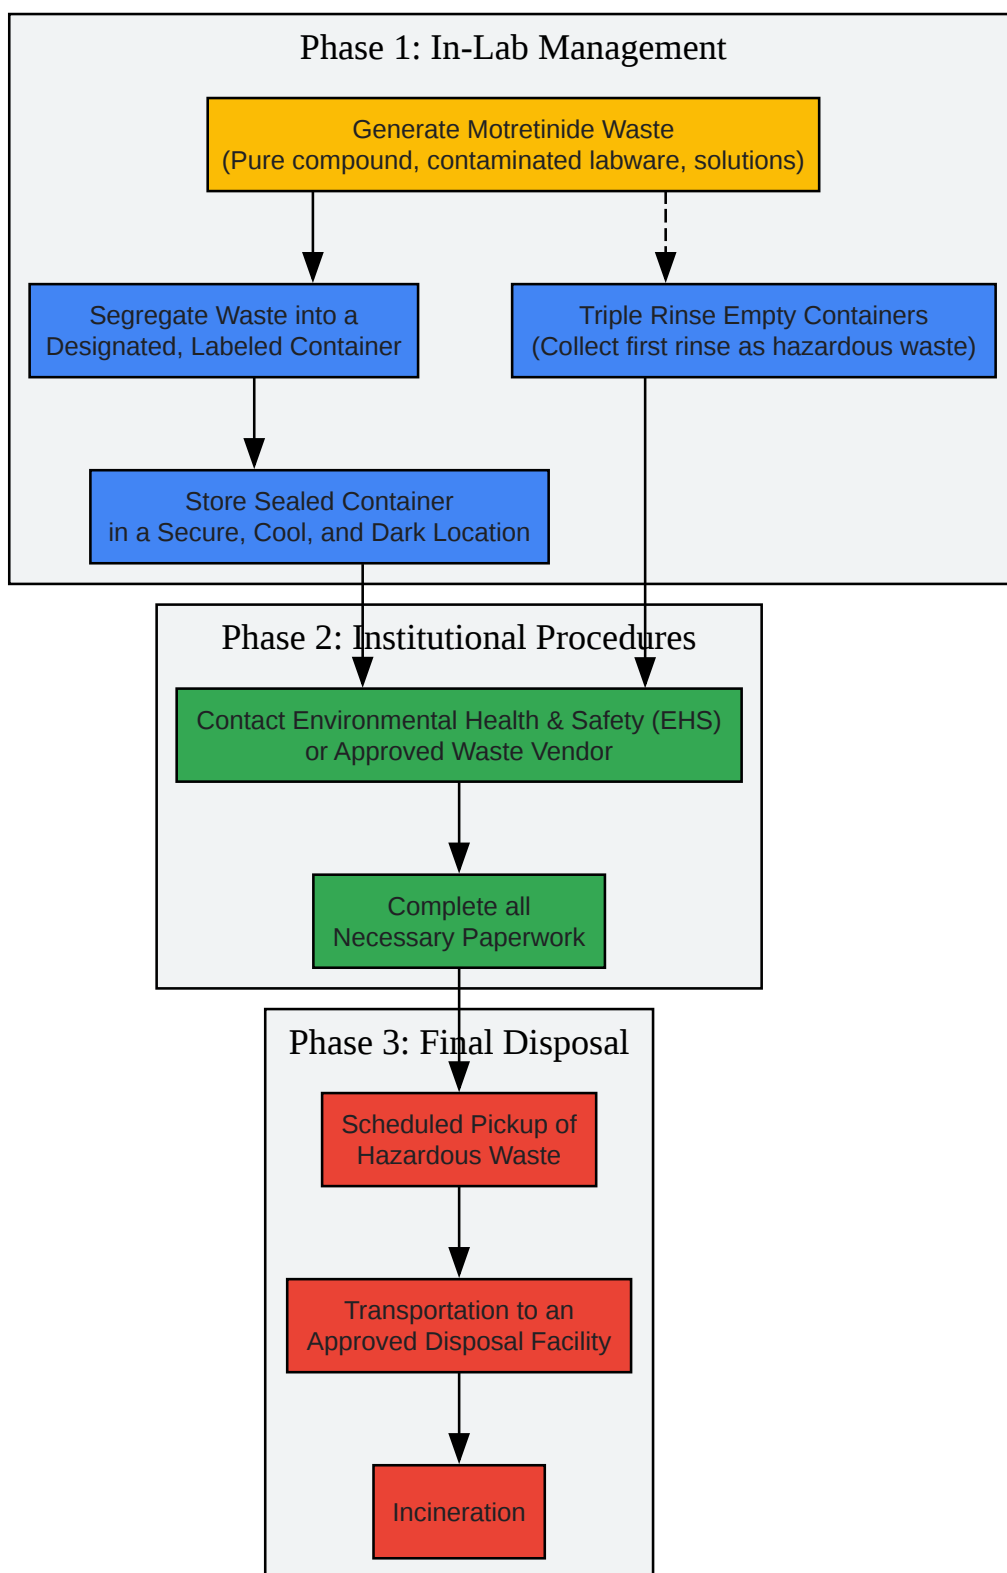 Phase 1: In-Lab Management
Generate Motretinide Waste
(Pure compound, contaminated labware, solutions)
Segregate Waste into a
Designated, Labeled Container
Triple Rinse Empty Containers
(Collect first rinse as hazardous waste)
Store Sealed Container
in a Secure, Cool, and Dark Location
Phase 2: Institutional Procedures
Contact Environmental Health & Safety (EHS)
or Approved Waste Vendor
Complete all
Necessary Paperwork
Phase 3: Final Disposal
Scheduled Pickup of
Hazardous Waste
Transportation to an
Approved Disposal Facility
Incineration